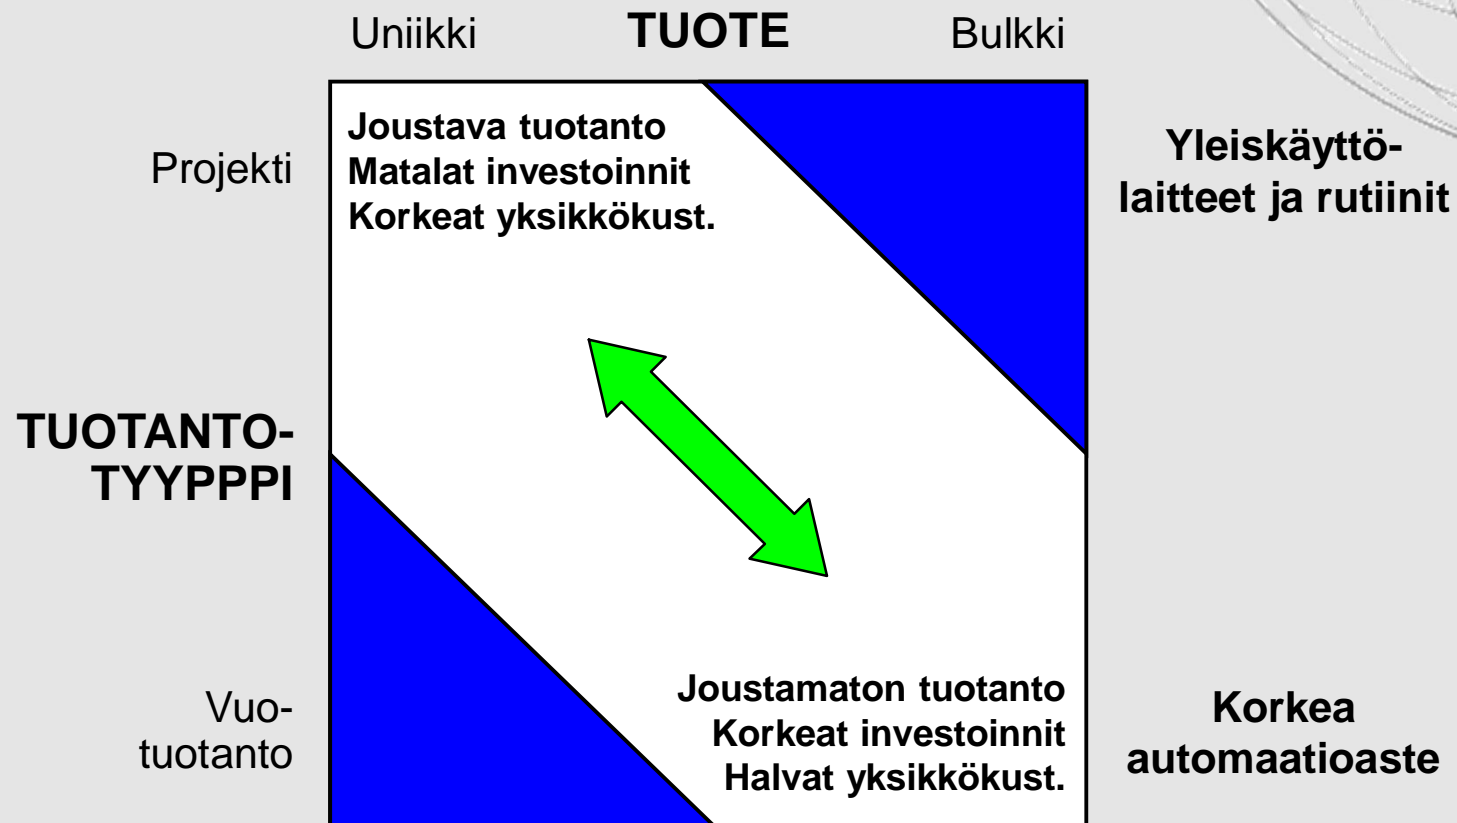 Uniikki TUOTE Bulkki
Joustava tuotanto
Matalat investoinnit
Korkeat yksikkökust.
Projekti
Yleiskäyttö-
laitteet ja rutiinit
TUOTANTO-
TYYPPPI
Vuo-
tuotanto
Joustamaton tuotanto
Korkeat investoinnit
Halvat yksikkökust.
Korkea
automaatioaste